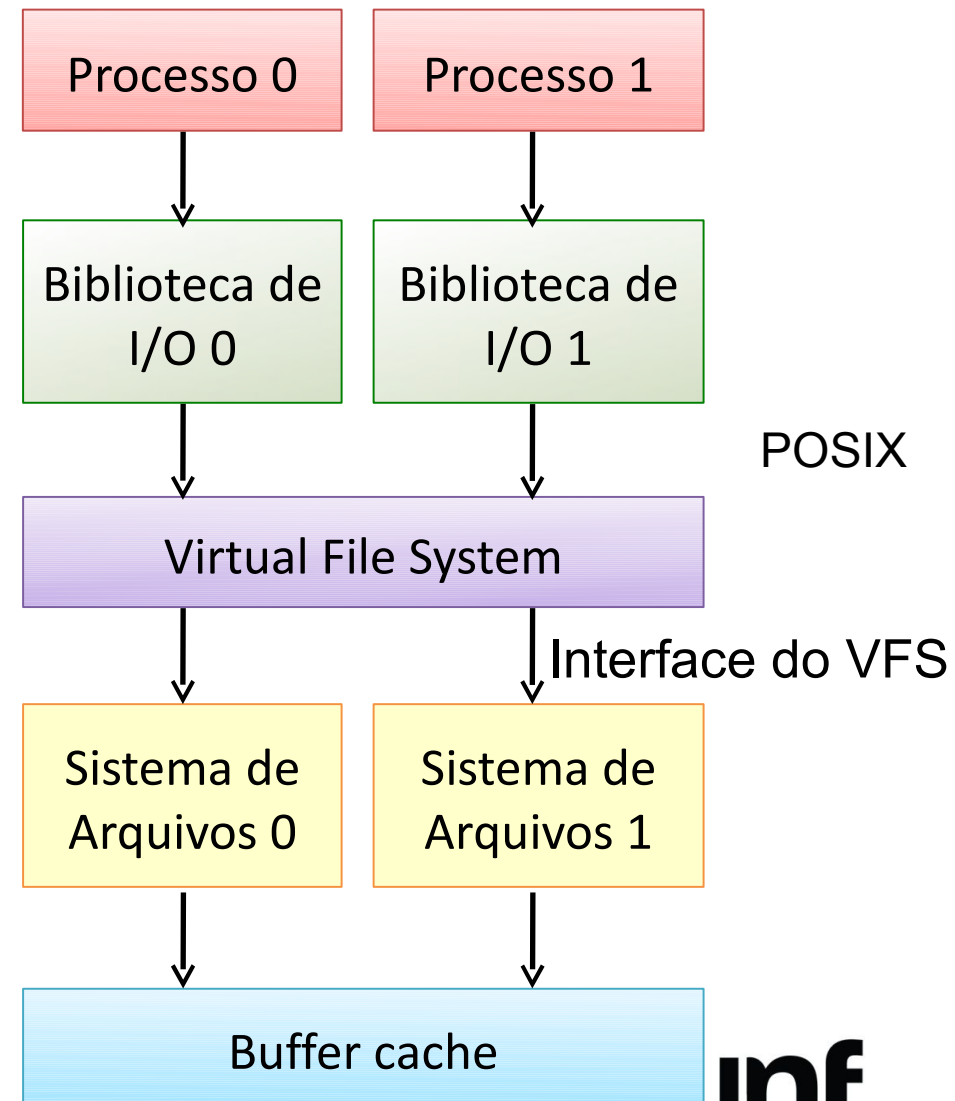 Processo 0
Processo 1
Biblioteca de
I/O 0
Biblioteca de
I/O 1
POSIX
Virtual File System
Interface do VFS
Sistema de
Arquivos 0
Sistema de
Arquivos 1
Buffer cache
inf